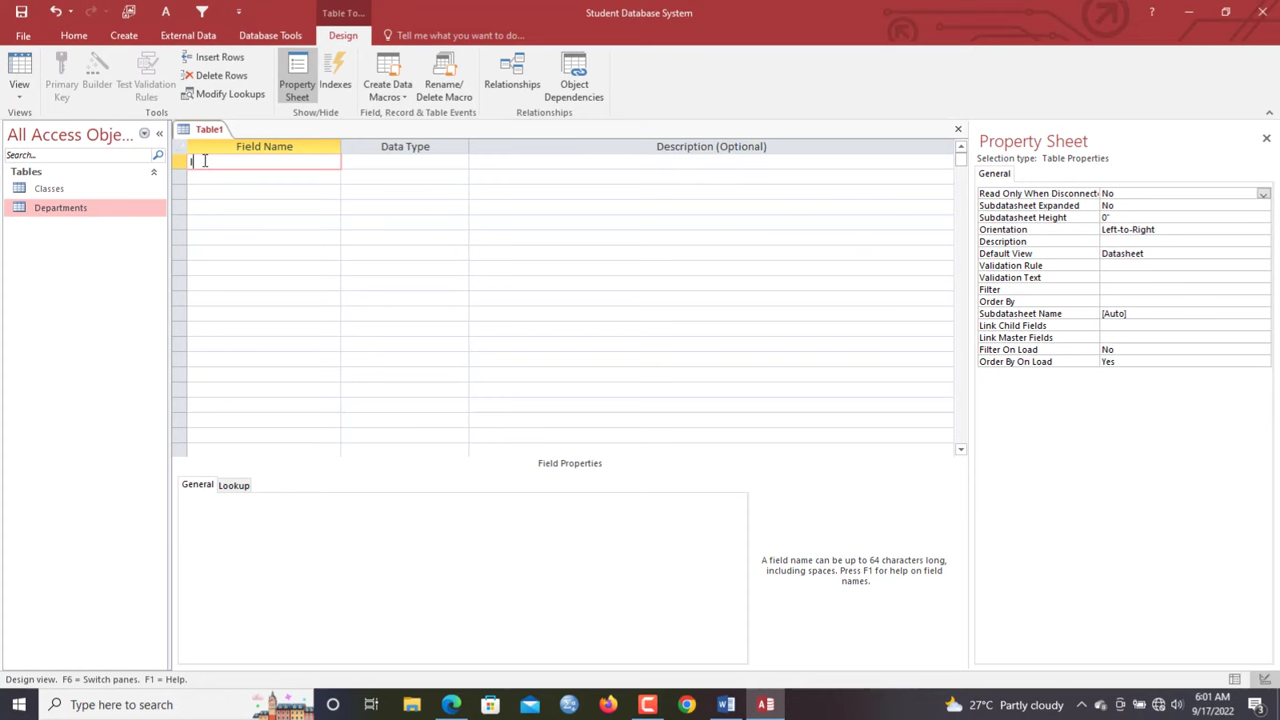 Table To...
Student Database System
File
Home
Create
External Data
Database Tools
Design
Tell me what you want to do...
View
Primary Key
Builder
Test Validation Rules
Insert Rows
Delete Rows
Modify Lookups
Property Sheet
Indexes
Create Data Macros
Rename/ Delete Macro
Relationships
Object Dependencies
Views
Tools
Show/Hide
Field, Record & Table Events
Relationships
All Access Obje...
Search...
Tables
Classes
Departments
Table1
Field Name
Data Type
Description (Optional)
Field Properties
General
Lookup
A field name can be up to 64 characters long,
including spaces. Press F1 for help on field
names.
Property Sheet
Selection type: Table Properties
General
Read Only When Disconnect No
Subdatasheet Expanded No
Subdatasheet Height 0"
Orientation Left-to-Right
Description
Default View Datasheet
Validation Rule
Validation Text
Filter
Order By
Subdatasheet Name [Auto]
Link Child Fields
Link Master Fields
Filter On Load No
Order By On Load Yes
Design view. F6 = Switch panes. F1 = Help.
Type here to search
27°C Partly cloudy
6:01 AM
9/17/2022
3